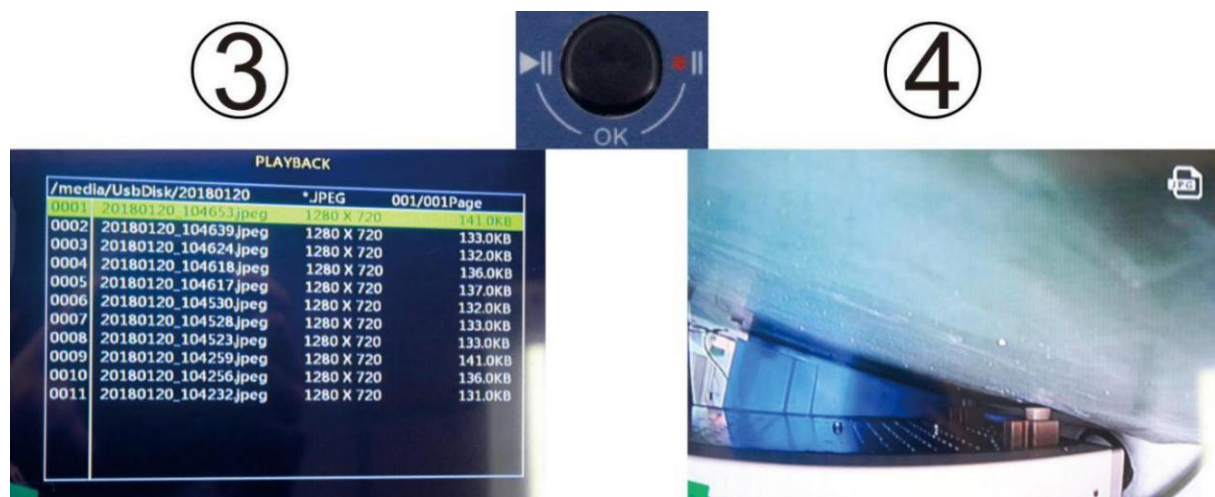 ③
④
OK
PLAYBACK
/media/UsbDisk/20180120 *.JPEG 001/001Page
0001 20180120_104653.jpeg 1280 X 720 141.0KB
0002 20180120_104639.jpeg 1280 X 720 133.0KB
0003 20180120_104624.jpeg 1280 X 720 132.0KB
0004 20180120_104618.jpeg 1280 X 720 136.0KB
0005 20180120_104617.jpeg 1280 X 720 137.0KB
0006 20180120_104530.jpeg 1280 X 720 132.0KB
0007 20180120_104528.jpeg 1280 X 720 133.0KB
0008 20180120_104523.jpeg 1280 X 720 133.0KB
0009 20180120_104259.jpeg 1280 X 720 141.0KB
0010 20180120_104256.jpeg 1280 X 720 136.0KB
0011 20180120_104232.jpeg 1280 X 720 131.0KB
JPG